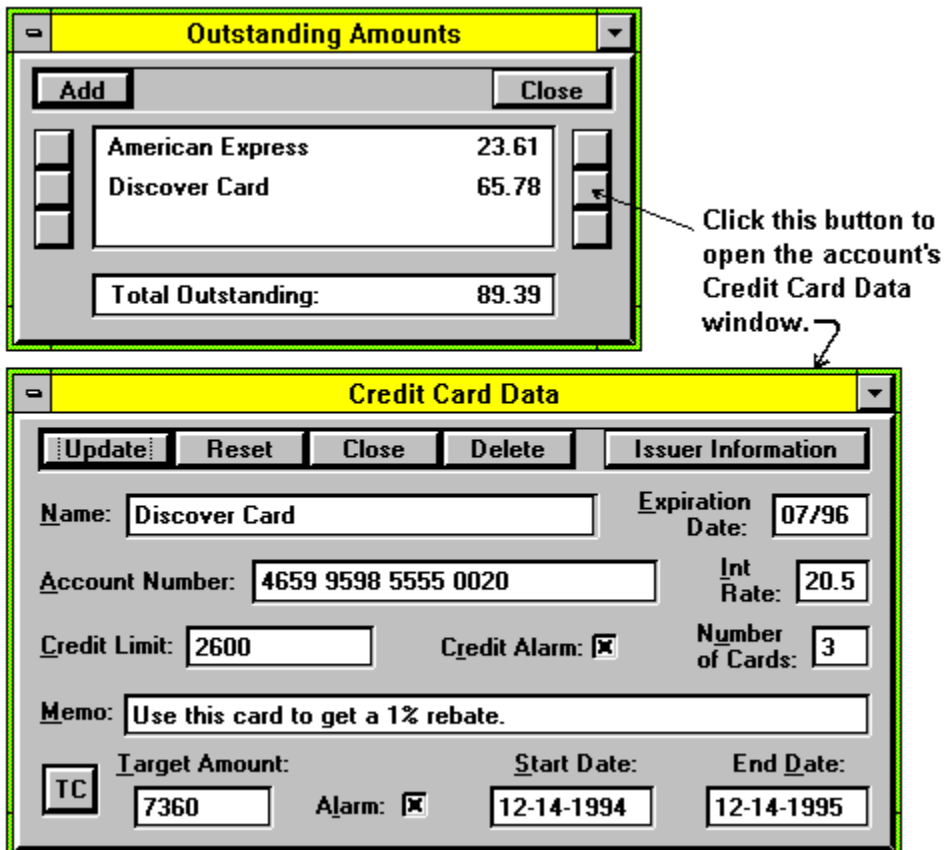 Outstanding Amounts
Add Close
American Express 23.61
Discover Card 65.78
Total Outstanding: 89.39
Click this button to
open the account's
Credit Card Data
window.
Credit Card Data
Update Reset Close Delete Issuer Information
Name: Discover Card Expiration Date: 07/96
Account Number: 4659 9598 5555 0020 Int Rate: 20.5
Credit Limit: 2600 Credit Alarm: Number of Cards: 3
Memo: Use this card to get a 1% rebate.
TC Target Amount: Start Date: End Date:
7360 Alarm: 12-14-1994 12-14-1995